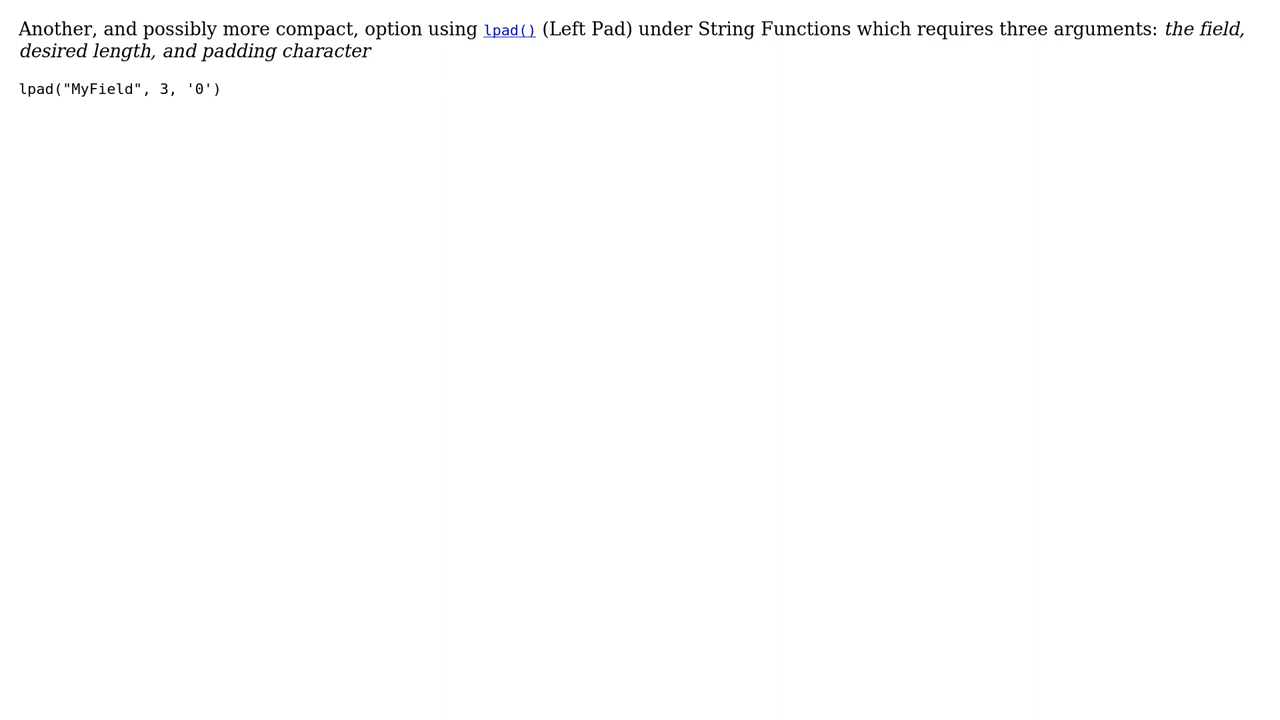 Another, and possibly more compact, option using lpad() (Left Pad) under String Functions which requires three arguments: the field,
desired length, and padding character
lpad("MyField", 3, '0')